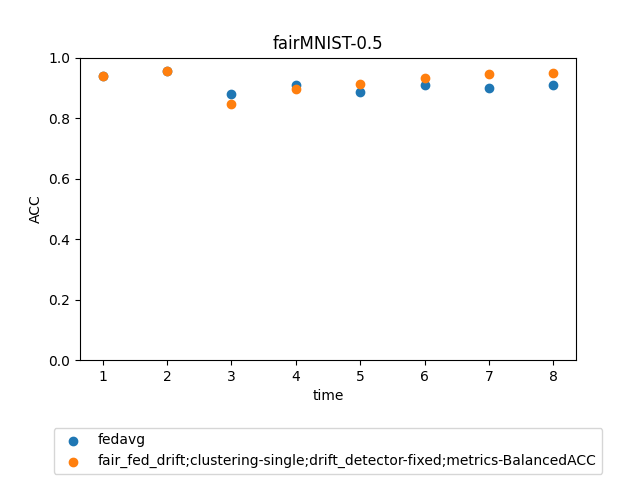 fairMNIST-0.5
1.0
0.8
0.6
0.4
0.2
0.0
ACC
1 2 3 4 5 6 7 8
time
fedavg
fair_fed_drift;clustering-single;drift_detector-fixed;metrics-BalancedACC